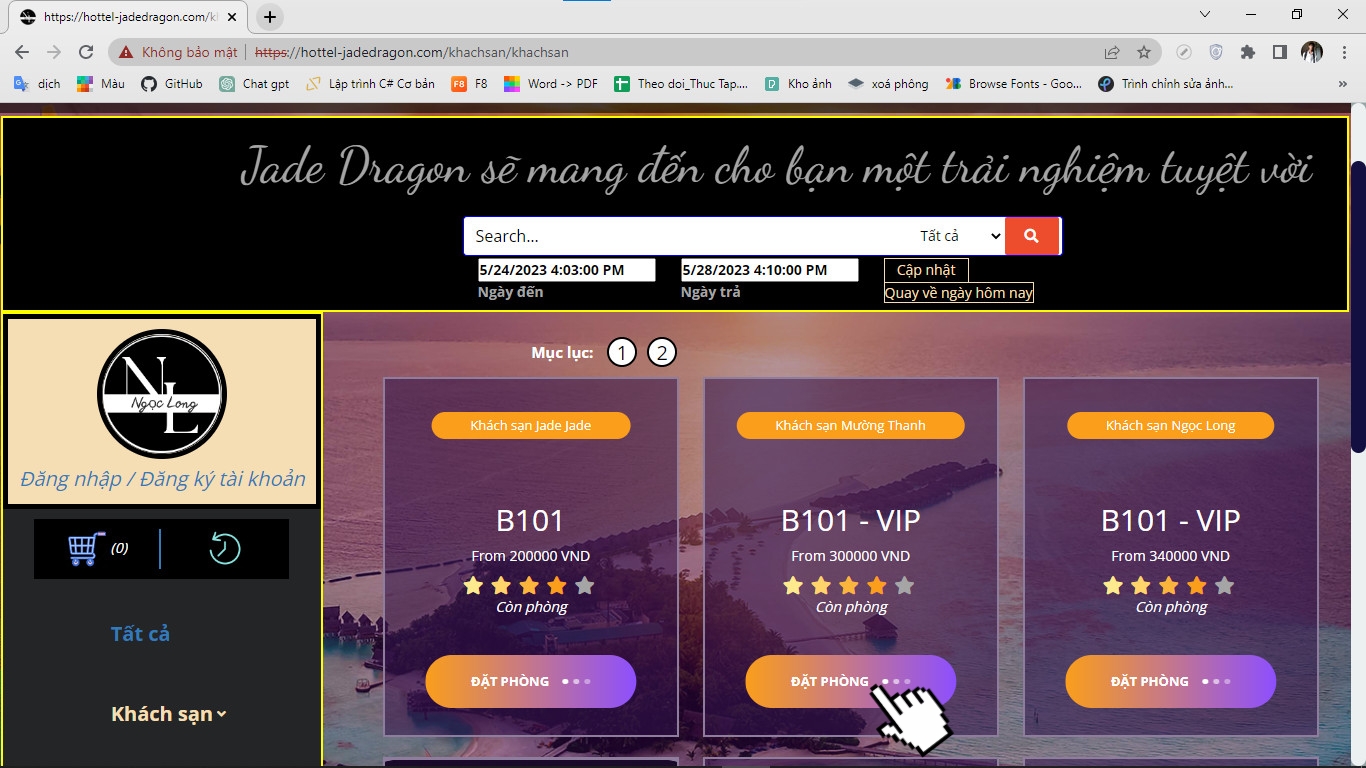 https://hottel-jadedragon.com/kl
Không bảo mật https://hottel-jadedragon.com/khachsan/khachsan
dịch Màu GitHub Chat gpt Lập trình C# Cơ bản F8 F8 Word -> PDF Theo doi_Thuc Tap.... D Kho ảnh xoá phông Browse Fonts - Goo... Trình chỉnh sửa ảnh... »
Jade Dragon sẽ mang đến cho bạn một trải nghiệm tuyệt vời
Search... Tất cả
5/24/2023 4:03:00 PM 5/28/2023 4:10:00 PM Cập nhật
Ngày đến Ngày trả Quay về ngày hôm nay
NL
Ngọc Long
Đăng nhập / Đăng ký tài khoản
(0)
Tất cả
Khách sạn
Mục lục: 1 2
Khách sạn Jade Jade
B101
From 200000 VND
Còn phòng
ĐẶT PHÒNG
Khách sạn Mường Thanh
B101 - VIP
From 300000 VND
Còn phòng
ĐẶT PHÒNG
Khách sạn Ngọc Long
B101 - VIP
From 340000 VND
Còn phòng
ĐẶT PHÒNG